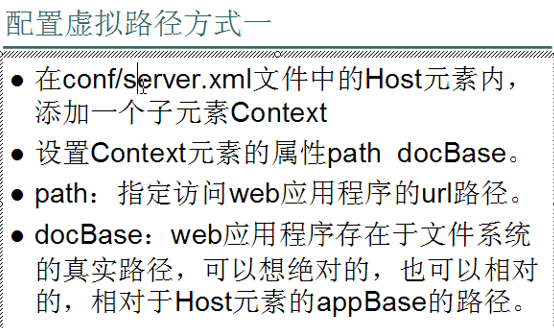 配置虚拟路径方式一
在conf/server.xml文件中的Host元素内，
添加一个子元素Context
设置Context元素的属性path docBase。
path：指定访问web应用程序的url路径。
docBase：web应用程序存在于文件系统
的真实路径，可以想绝对的，也可以相对
的，相对于Host元素的appBase的路径。